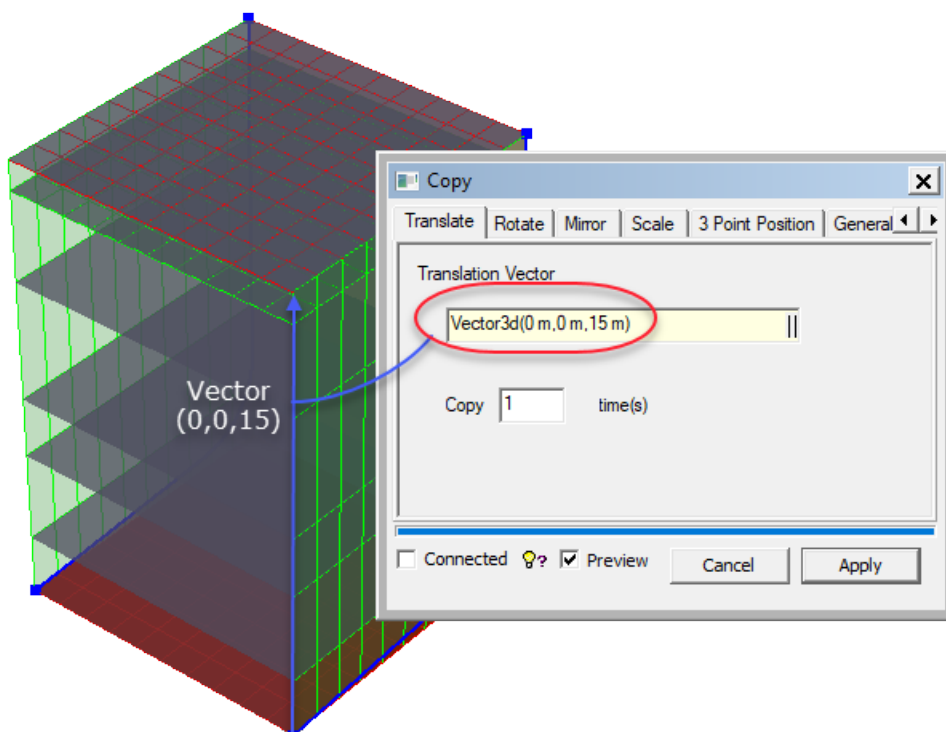 Copy
Translate Rotate Mirror Scale 3 Point Position General
Translation Vector
Vector3d(0 m,0 m,15 m)
Vector
(0,0,15)
Copy 1 time(s)
Connected ? Preview Cancel Apply